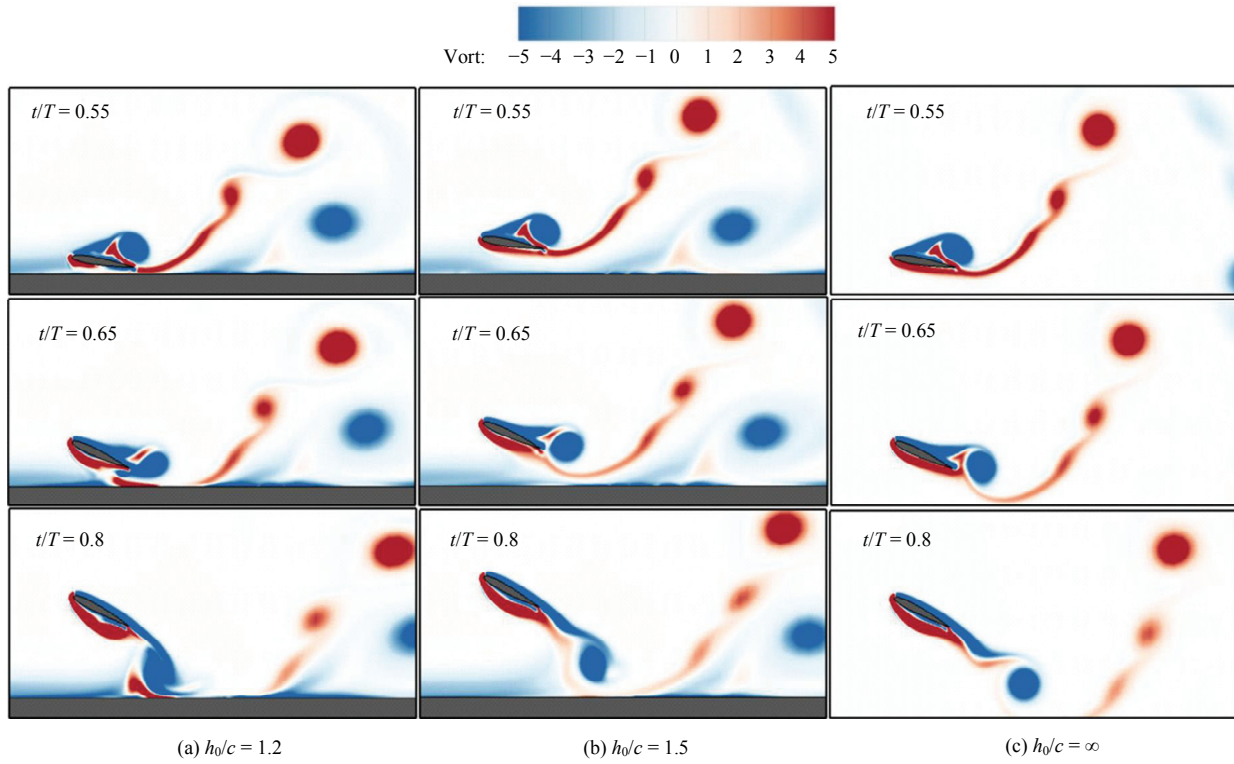 Vort: −5 −4 −3 −2 −1 0 1 2 3 4 5
t/T = 0.55 t/T = 0.55 t/T = 0.55
t/T = 0.65 t/T = 0.65 t/T = 0.65
t/T = 0.8 t/T = 0.8 t/T = 0.8
(a) h₀/c = 1.2 (b) h₀/c = 1.5 (c) h₀/c = ∞